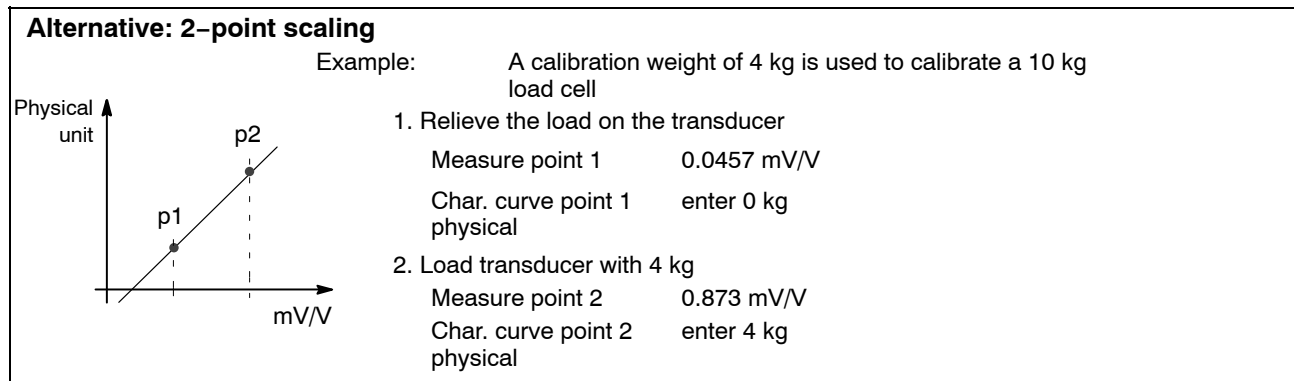 Alternative: 2−point scaling
Example: A calibration weight of 4 kg is used to calibrate a 10 kg
load cell
Physical
unit
p2
p1
mV/V
1. Relieve the load on the transducer
Measure point 1 0.0457 mV/V
Char. curve point 1 enter 0 kg
physical
2. Load transducer with 4 kg
Measure point 2 0.873 mV/V
Char. curve point 2 enter 4 kg
physical